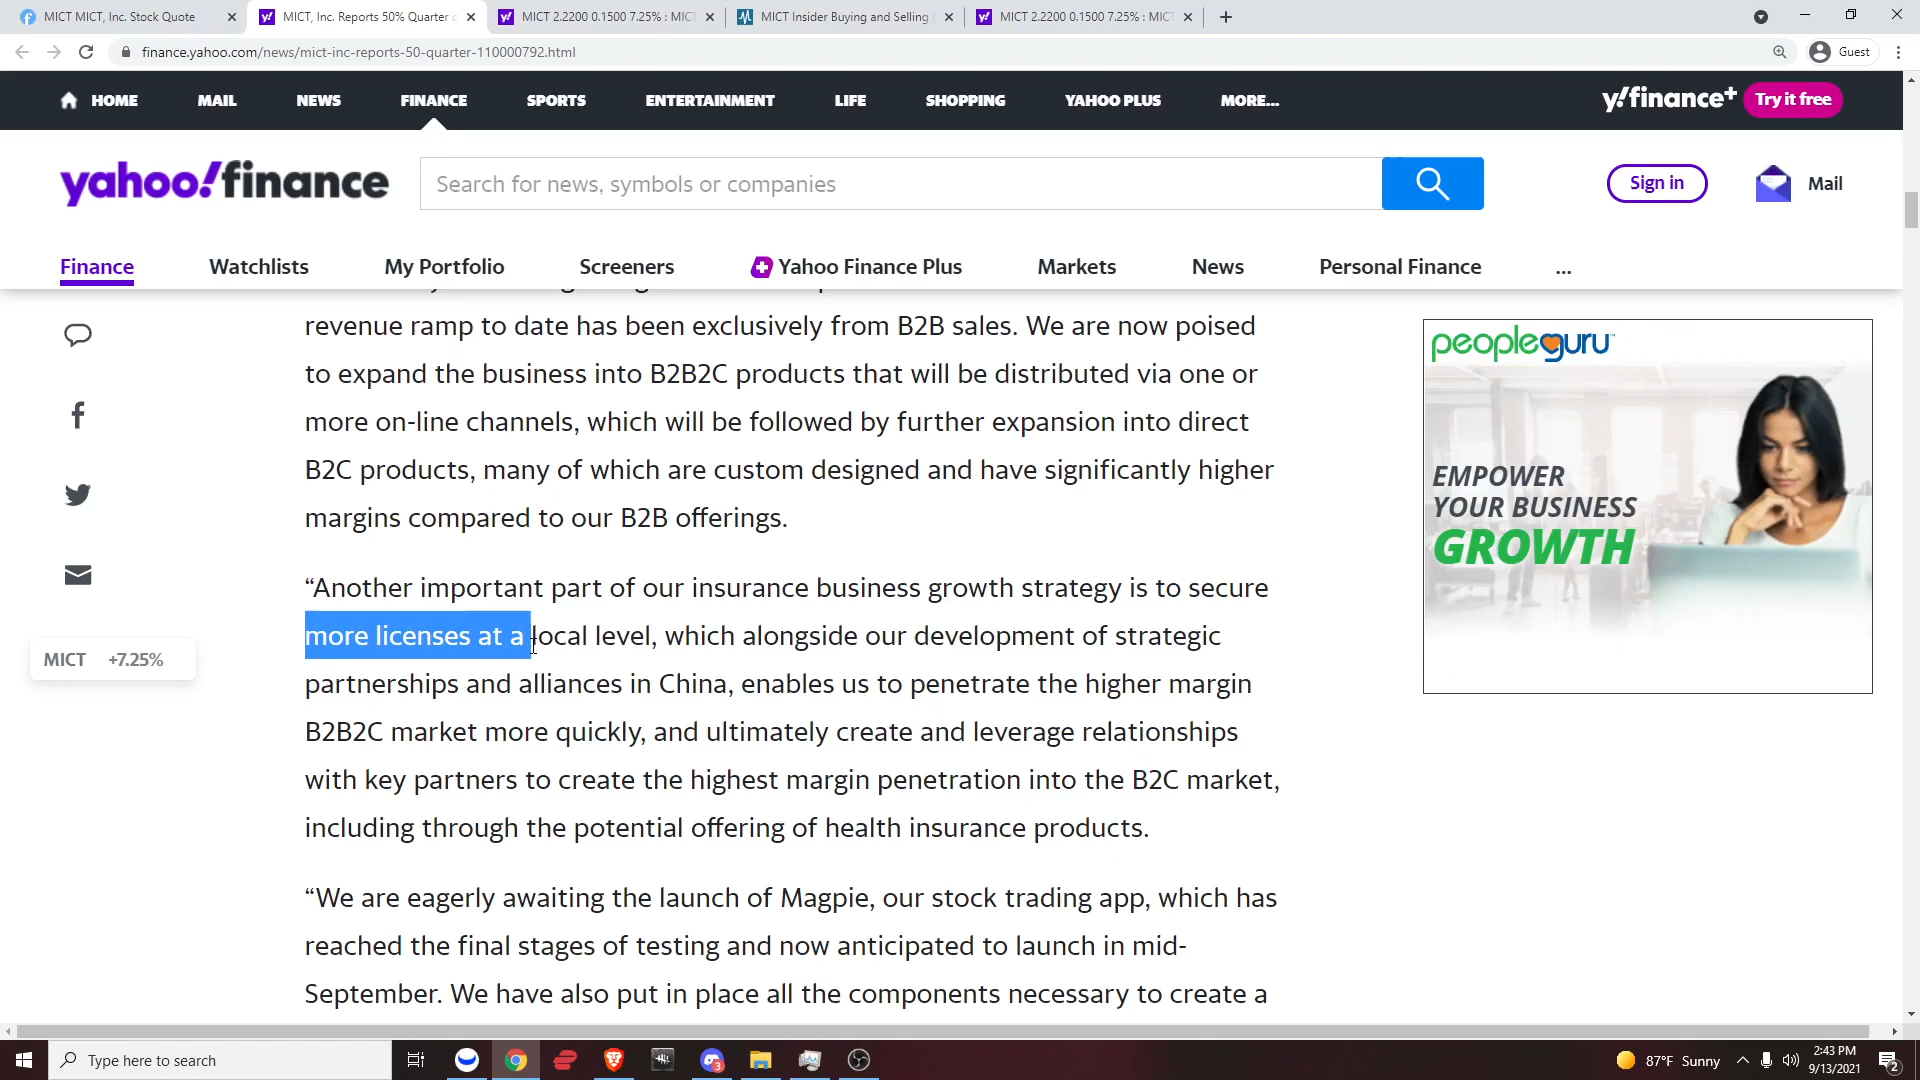 MICT MICT, Inc. Stock Quote
MICT, Inc. Reports 50% Quarter o
MICT 2.2200 0.1500 7.25% : MICT
MICT Insider Buying and Selling
MICT 2.2200 0.1500 7.25% : MICT
finance.yahoo.com/news/mict-inc-reports-50-quarter-110000792.html
Guest
HOME MAIL NEWS FINANCE SPORTS ENTERTAINMENT LIFE SHOPPING YAHOO PLUS MORE...
y!finance+ Try it free
yahoo!finance
Search for news, symbols or companies
Sign in
Mail
Finance Watchlists My Portfolio Screeners Yahoo Finance Plus Markets News Personal Finance ...
revenue ramp to date has been exclusively from B2B sales. We are now poised
to expand the business into B2B2C products that will be distributed via one or
more on-line channels, which will be followed by further expansion into direct
B2C products, many of which are custom designed and have significantly higher
margins compared to our B2B offerings.
“Another important part of our insurance business growth strategy is to secure
more licenses at a local level, which alongside our development of strategic
partnerships and alliances in China, enables us to penetrate the higher margin
B2B2C market more quickly, and ultimately create and leverage relationships
with key partners to create the highest margin penetration into the B2C market,
including through the potential offering of health insurance products.
“We are eagerly awaiting the launch of Magpie, our stock trading app, which has
reached the final stages of testing and now anticipated to launch in mid-
September. We have also put in place all the components necessary to create a
MICT +7.25%
peopleguru™
EMPOWER
YOUR BUSINESS
GROWTH
Type here to search
3
87°F Sunny
2:43 PM
9/13/2021
2